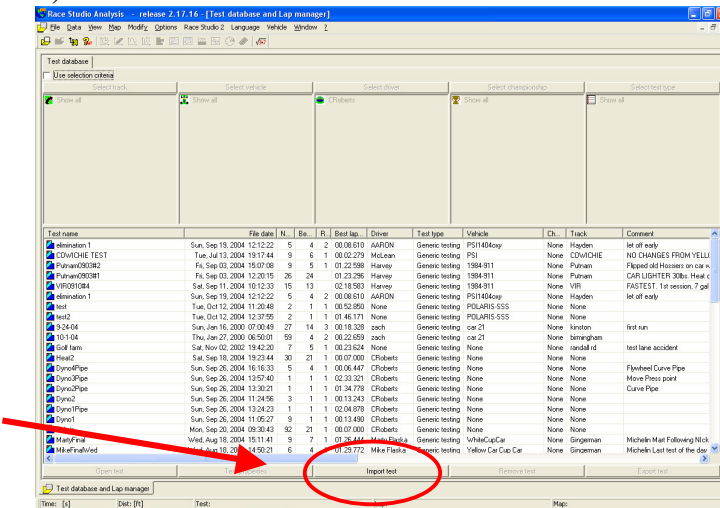 Race Studio Analysis - release 2.17.16 - [Test database and Lap manager]
File Data View Map Modify Options Race Studio 2 Language Vehicle Window ?
Test database
Use selection criteria
Select track Select vehicle Select driver Select championship Select test type
Show all Show all CRoberts Show all Show all
Test name File date N... Be... R... Best lap... Driver Test type Vehicle Ch... Track Comment
elimination 1 Sun, Sep 19, 2004 12:12:22 5 4 2 00.08.610 AARON Generic testing PSI1404oxy None Hayden let off early
COWICHIE TEST Tue, Jul 13, 2004 19:17:44 9 6 1 00.02.279 McLean Generic testing PSI None COWICHIE NO CHANGES FROM YELLO
Putnam0903#2 Fri, Sep 03, 2004 15:07:08 9 5 1 01.22.598 Harvey Generic testing 1984-911 None Putnam Flipped old Hossiers on car w
Putnam0903#1 Fri, Sep 03, 2004 12:20:15 26 24 01.23.296 Harvey Generic testing 1984-911 None Putnam CAR LIGHTER 30lbs. Heat c
VIR0910#4 Sat, Sep 11, 2004 10:12:33 15 13 02.18.583 Harvey Generic testing 1984-911 None VIR FASTEST. 1st session, 7 gal
elimination 1 Sun, Sep 19, 2004 12:12:22 5 4 2 00.08.610 AARON Generic testing PSI1404oxy None Hayden let off early
test Tue, Oct 12, 2004 11:20:48 2 1 1 00.52.850 None Generic testing POLARIS-SSS None None
test2 Tue, Oct 12, 2004 12:37:55 2 1 1 01.46.171 None Generic testing POLARIS-SSS None None
9-24-04 Sun, Jan 16, 2000 07:00:49 27 14 3 00.18.328 zach Generic testing car 21 None kinston first run
10-1-04 Thu, Jan 27, 2000 06:50:01 59 4 2 00.22.659 zach Generic testing car 21 None birmingham
Golf farm Sat, Nov 02, 2002 19:42:20 7 5 1 00.23.624 None Generic testing None None randall rd test lane accident
Heat2 Sat, Sep 18, 2004 19:23:44 30 21 1 00.07.000 CRoberts Generic testing None None None
Dyno4Pipe Sun, Sep 26, 2004 16:16:33 5 4 1 00.06.447 CRoberts Generic testing None None None Flywheel Curve Pipe
Dyno3Pipe Sun, Sep 26, 2004 13:57:40 1 1 1 02.33.321 CRoberts Generic testing None None None Move Press point
Dyno2Pipe Sun, Sep 26, 2004 13:30:21 1 1 1 01.34.778 CRoberts Generic testing None None None Curve Pipe
Dyno2 Sun, Sep 26, 2004 11:24:56 3 1 1 00.13.243 CRoberts Generic testing None None None
Dyno1Pipe Sun, Sep 26, 2004 13:24:23 1 1 1 02.04.878 CRoberts Generic testing None None None
Dyno1 Sun, Sep 26, 2004 11:05:27 9 1 1 00.13.490 CRoberts Generic testing None None None
Mon, Sep 20, 2004 09:30:43 92 21 1 00.07.000 CRoberts Generic testing None None None
MartyFinal Wed, Aug 18, 2004 15:11:41 9 7 1 01.26.444 Marty Flaska Generic testing WhiteCupCar None Gingerman Michelin Mart Following NIck
MikeFinalWed Wed, Aug 18, 2004 14:50:21 6 4 01.29.772 Mike Flaska Generic testing Yellow Car Cup Car None Gingerman Michelin Last test of the day
Open test Test properties Import test Remove test Export test
Test database and Lap manager
Time: [s] Dist: [ft] Test: Lap: Map: